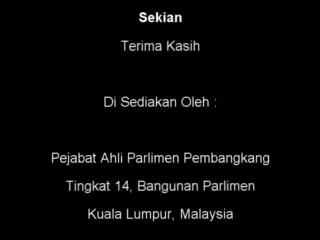 Sekian
Terima Kasih
Di Sediakan Oleh :
Pejabat Ahli Parlimen Pembangkang
Tingkat 14, Bangunan Parlimen
Kuala Lumpur, Malaysia